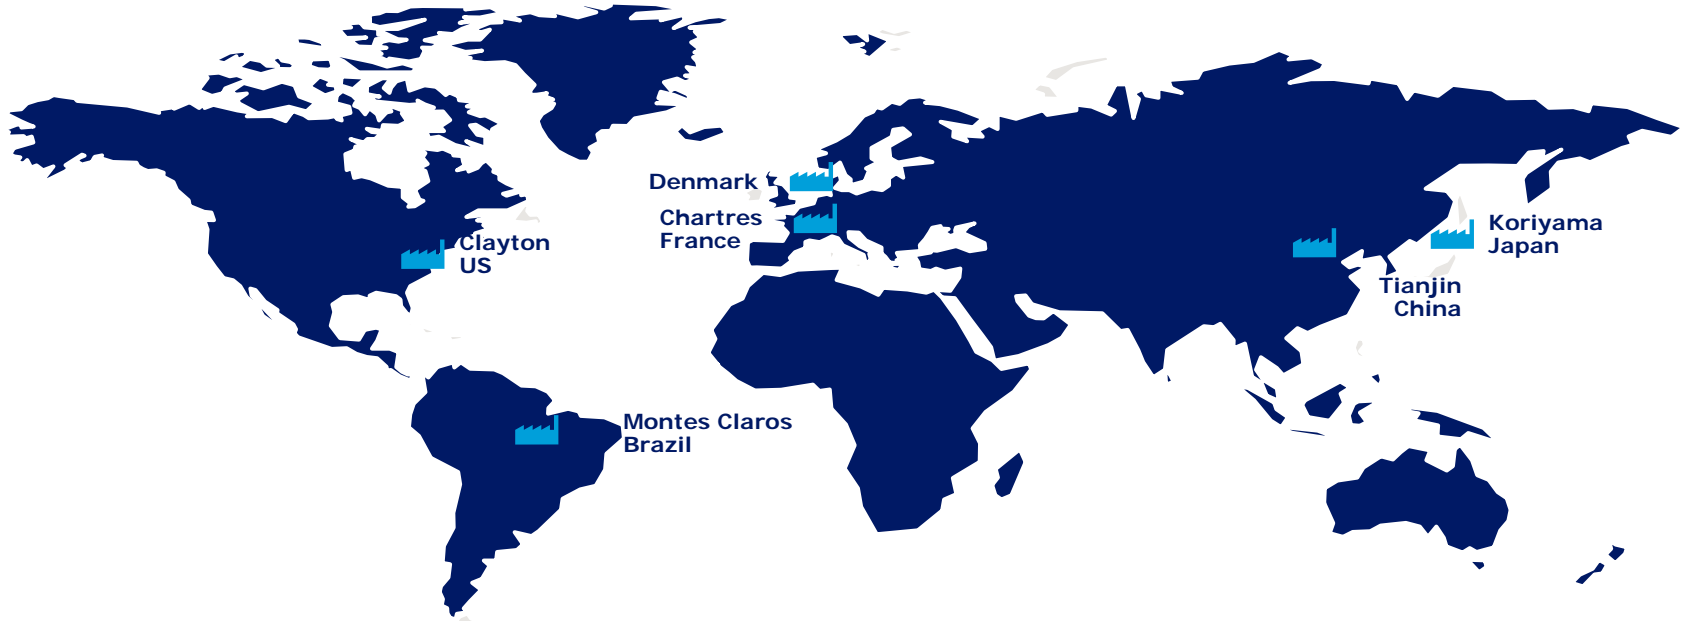 Denmark
Chartres
France
Clayton
US
Koriyama
Japan
Tianjin
China
Montes Claros
Brazil